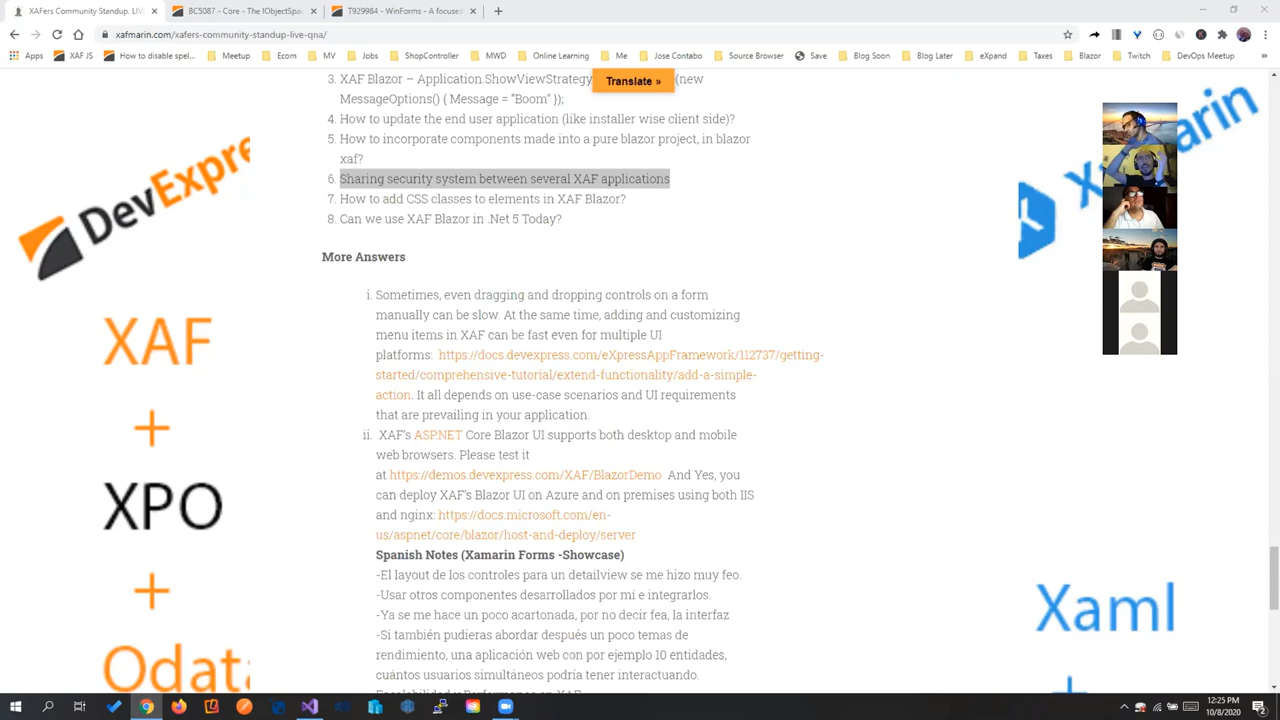 XAFers Community Standup. LIV
BC5087 - Core - The IObjectSpac
T929984 - WinForms - A focused
xafmarin.com/xafers-community-standup-live-qna/
Apps
XAF JS
How to disable spel...
Meetup
Ecom
MV
Jobs
ShopController
MWD
Online Learning
Me
Jose Contabo
Source Browser
Save
Blog Soon
Blog Later
eXpand
Taxes
Blazor
Twitch
DevOps Meetup
Translate »
3. XAF Blazor – Application.ShowViewStrategy (new
MessageOptions() { Message = “Boom” });
4. How to update the end user application (like installer wise client side)?
5. How to incorporate components made into a pure blazor project, in blazor
xaf?
6. Sharing security system between several XAF applications
7. How to add CSS classes to elements in XAF Blazor?
8. Can we use XAF Blazor in .Net 5 Today?
More Answers
i. Sometimes, even dragging and dropping controls on a form
manually can be slow. At the same time, adding and customizing
menu items in XAF can be fast even for multiple UI
platforms: https://docs.devexpress.com/eXpressAppFramework/112737/getting-
started/comprehensive-tutorial/extend-functionality/add-a-simple-
action. It all depends on use-case scenarios and UI requirements
that are prevailing in your application.
ii. XAF’s ASP.NET Core Blazor UI supports both desktop and mobile
web browsers. Please test it
at https://demos.devexpress.com/XAF/BlazorDemo And Yes, you
can deploy XAF’s Blazor UI on Azure and on premises using both IIS
and nginx: https://docs.microsoft.com/en-
us/aspnet/core/blazor/host-and-deploy/server
Spanish Notes (Xamarin Forms -Showcase)
-El layout de los controles para un detailview se me hizo muy feo.
-Usar otros componentes desarrollados por mi e integrarlos.
-Ya se me hace un poco acartonada, por no decir fea, la interfaz
-Si también pudieras abordar después un poco temas de
rendimiento, una aplicación web con por ejemplo 10 entidades,
cuántos usuarios simultáneos podría tener interactuando.
DevExpre
XAF
+
XPO
+
Odata
X
arin
Xaml
+
12:25 PM
10/8/2020
2